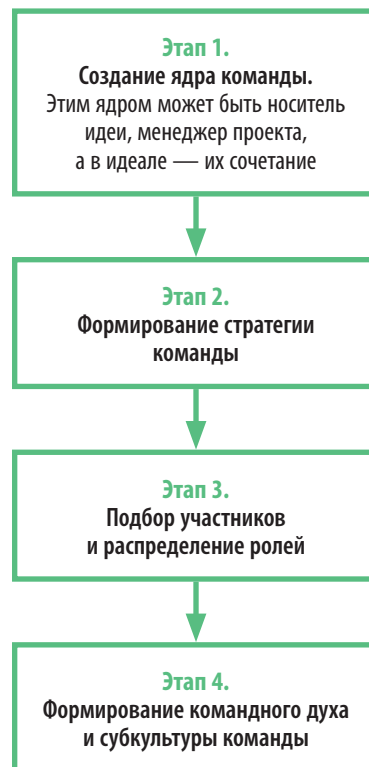 Этап 1.
Создание ядра команды.
Этим ядром может быть носитель
идеи, менеджер проекта,
а в идеале — их сочетание
Этап 2.
Формирование стратегии
команды
Этап 3.
Подбор участников
и распределение ролей
Этап 4.
Формирование командного духа
и субкультуры команды